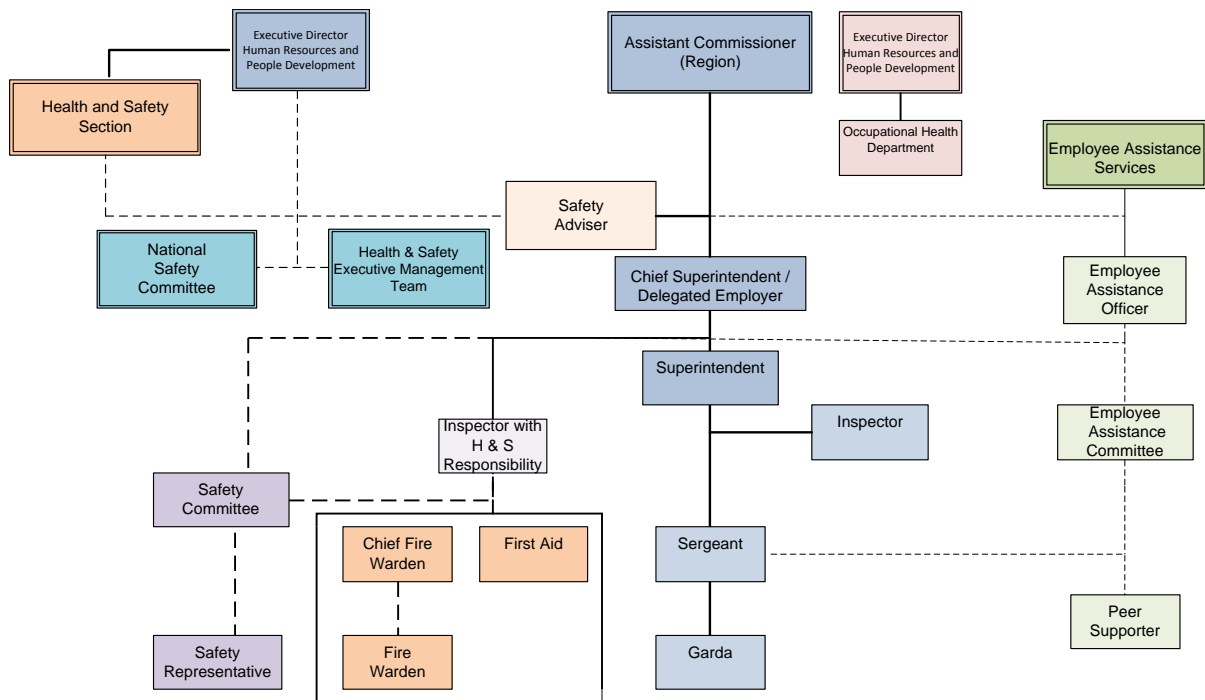 Executive Director
Human Resources and
People Development
Assistant Commissioner
(Region)
Executive Director
Human Resources and
People Development
Health and Safety
Section
Occupational Health
Department
Employee Assistance
Services
Safety
Adviser
National
Safety
Committee
Health & Safety
Executive Management
Team
Chief Superintendent /
Delegated Employer
Employee
Assistance
Officer
Superintendent
Inspector with
H & S
Responsibility
Inspector
Employee
Assistance
Committee
Safety
Committee
Chief Fire
Warden
First Aid
Sergeant
Safety
Representative
Fire
Warden
Garda
Peer
Supporter